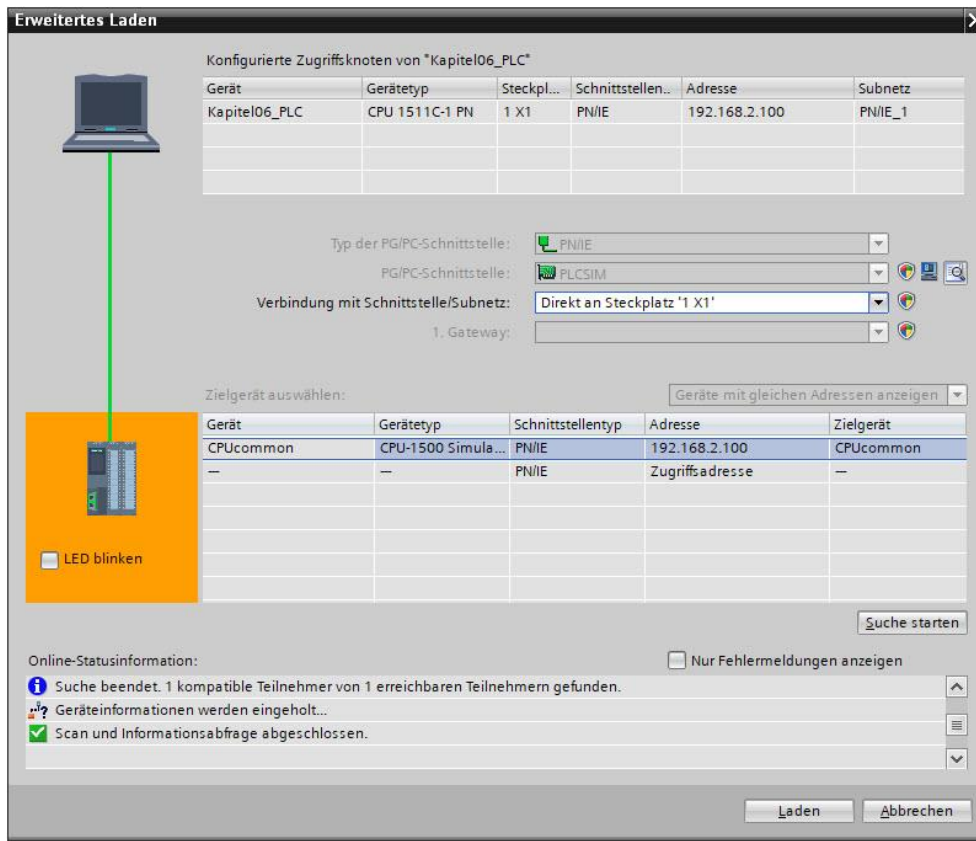 Erweitertes Laden
Konfigurierte Zugriffsknoten von "Kapitel06_PLC"
Gerät Gerätetyp Steckpl... Schnittstellen.. Adresse Subnetz
Kapitel06_PLC CPU 1511C-1 PN 1 X1 PN/IE 192.168.2.100 PN/IE_1
Typ der PG/PC-Schnittstelle: PN/IE
PG/PC-Schnittstelle: PLCSIM
Verbindung mit Schnittstelle/Subnetz: Direkt an Steckplatz '1 X1'
1. Gateway:
Zielgerät auswählen: Geräte mit gleichen Adressen anzeigen
Gerät Gerätetyp Schnittstellentyp Adresse Zielgerät
CPUcommon CPU-1500 Simula... PN/IE 192.168.2.100 CPUcommon
— — PN/IE Zugriffsadresse —
LED blinken
Suche starten
Online-Statusinformation: Nur Fehlermeldungen anzeigen
Suche beendet. 1 kompatible Teilnehmer von 1 erreichbaren Teilnehmern gefunden.
Geräteinformationen werden eingeholt...
Scan und Informationsabfrage abgeschlossen.
Laden Abbrechen